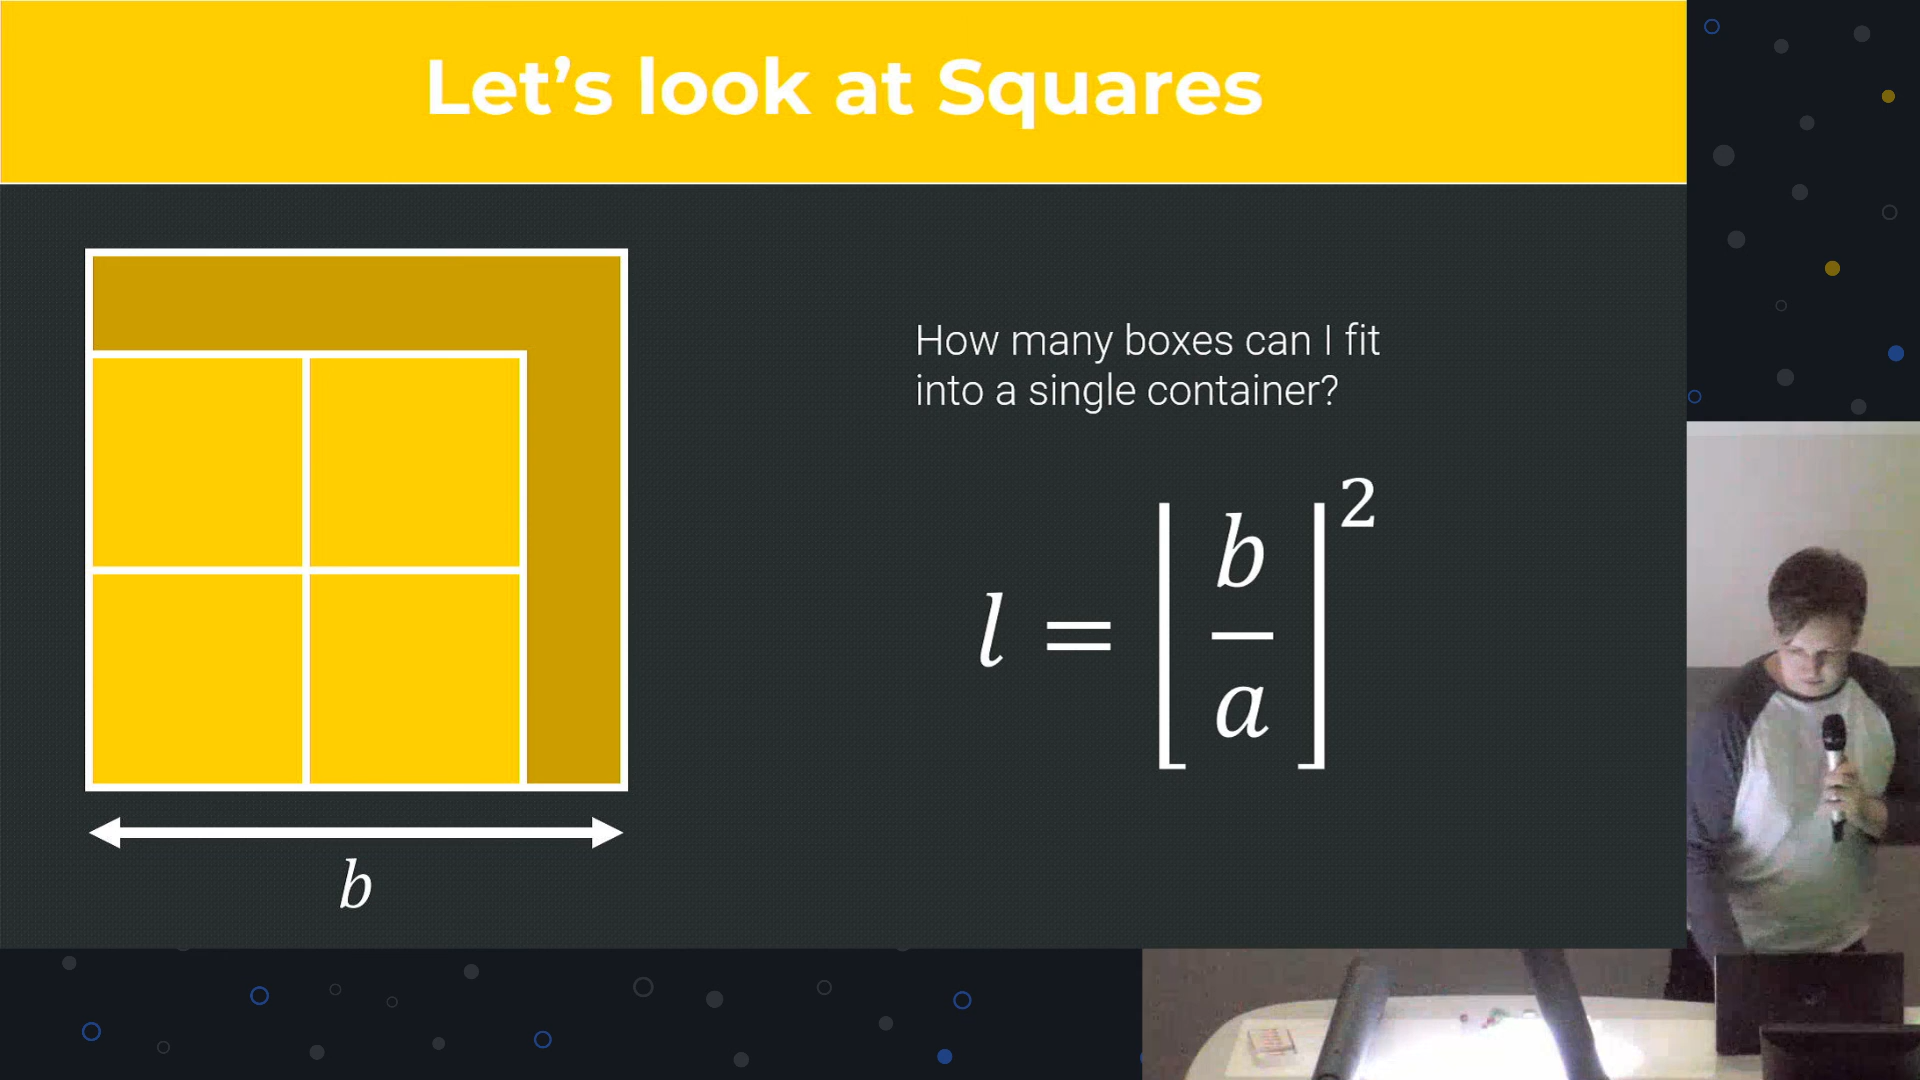 Let's look at Squares
How many boxes can I fit
into a single container?
l = ⌊b/a⌋²
b